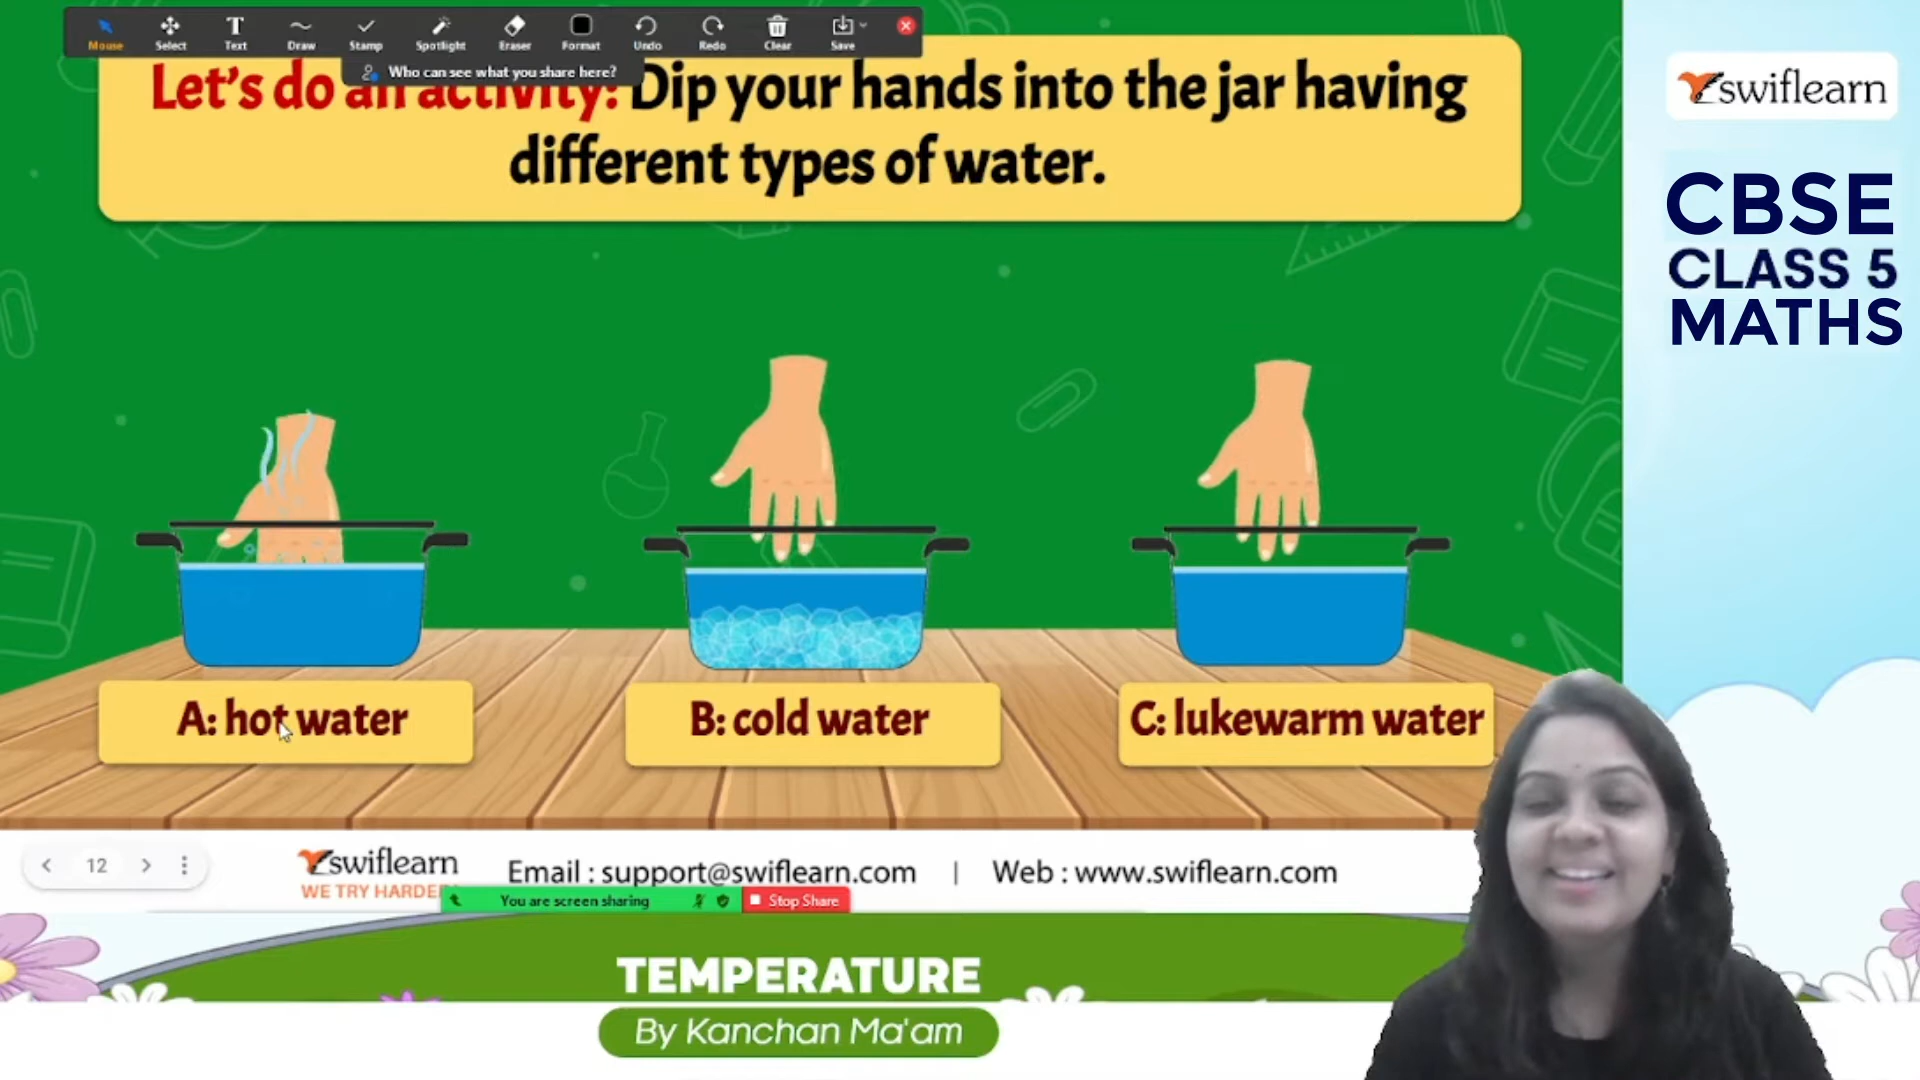 Mouse Select Text Draw Stamp Spotlight Eraser Format Undo Redo Clear Save
Who can see what you share here?
Let's do an activity: Dip your hands into the jar having
different types of water.
swiflearn
CBSE
CLASS 5
MATHS
A: hot water
B: cold water
C: lukewarm water
12
swiflearn
WE TRY HARDER
Email : support@swiflearn.com | Web : www.swiflearn.com
You are screen sharing
Stop Share
TEMPERATURE
By Kanchan Ma'am